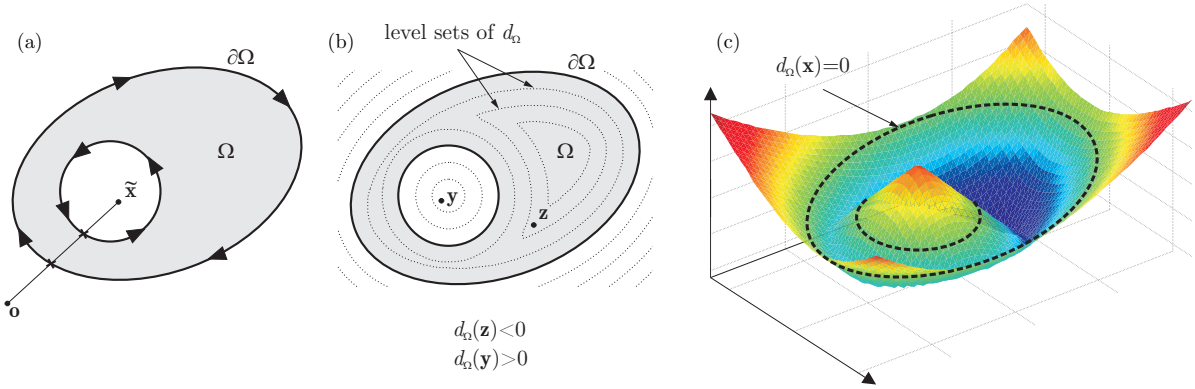 (a)
∂Ω
Ω
x̃
o
(b)
level sets of d_Ω
∂Ω
Ω
y
z
d_Ω(z)<0
d_Ω(y)>0
(c)
d_Ω(x)=0